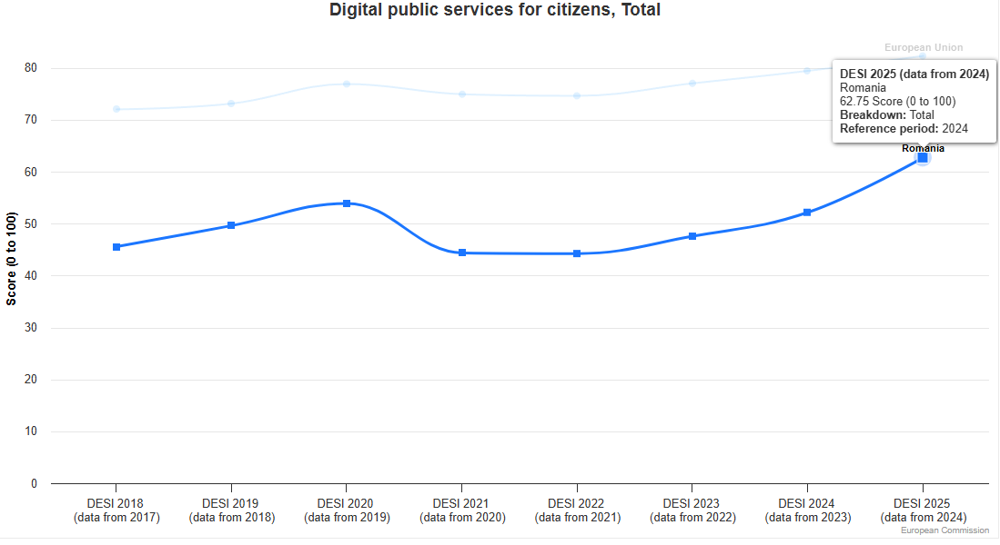 Digital public services for citizens, Total
European Union
80
DESI 2025 (data from 2024)
Romania
62.75 Score (0 to 100)
Breakdown: Total
Reference period: 2024
70
Romania
60
50
Score (0 to 100)
40
30
20
10
0
DESI 2018
(data from 2017)
DESI 2019
(data from 2018)
DESI 2020
(data from 2019)
DESI 2021
(data from 2020)
DESI 2022
(data from 2021)
DESI 2023
(data from 2022)
DESI 2024
(data from 2023)
DESI 2025
(data from 2024)
European Commission